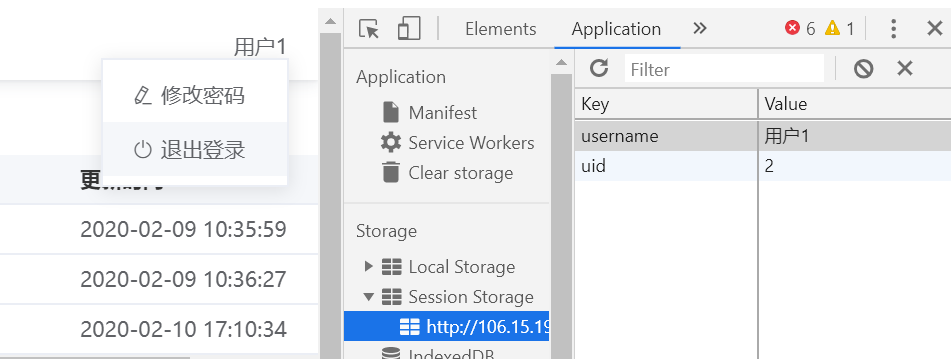 用户1
修改密码
退出登录
2020-02-09 10:35:59
2020-02-09 10:36:27
2020-02-10 17:10:34
Elements
Application
6
1
Application
Manifest
Service Workers
Clear storage
Storage
Local Storage
Session Storage
http://106.15.19
IndexedDB
Filter
Key Value
username 用户1
uid 2